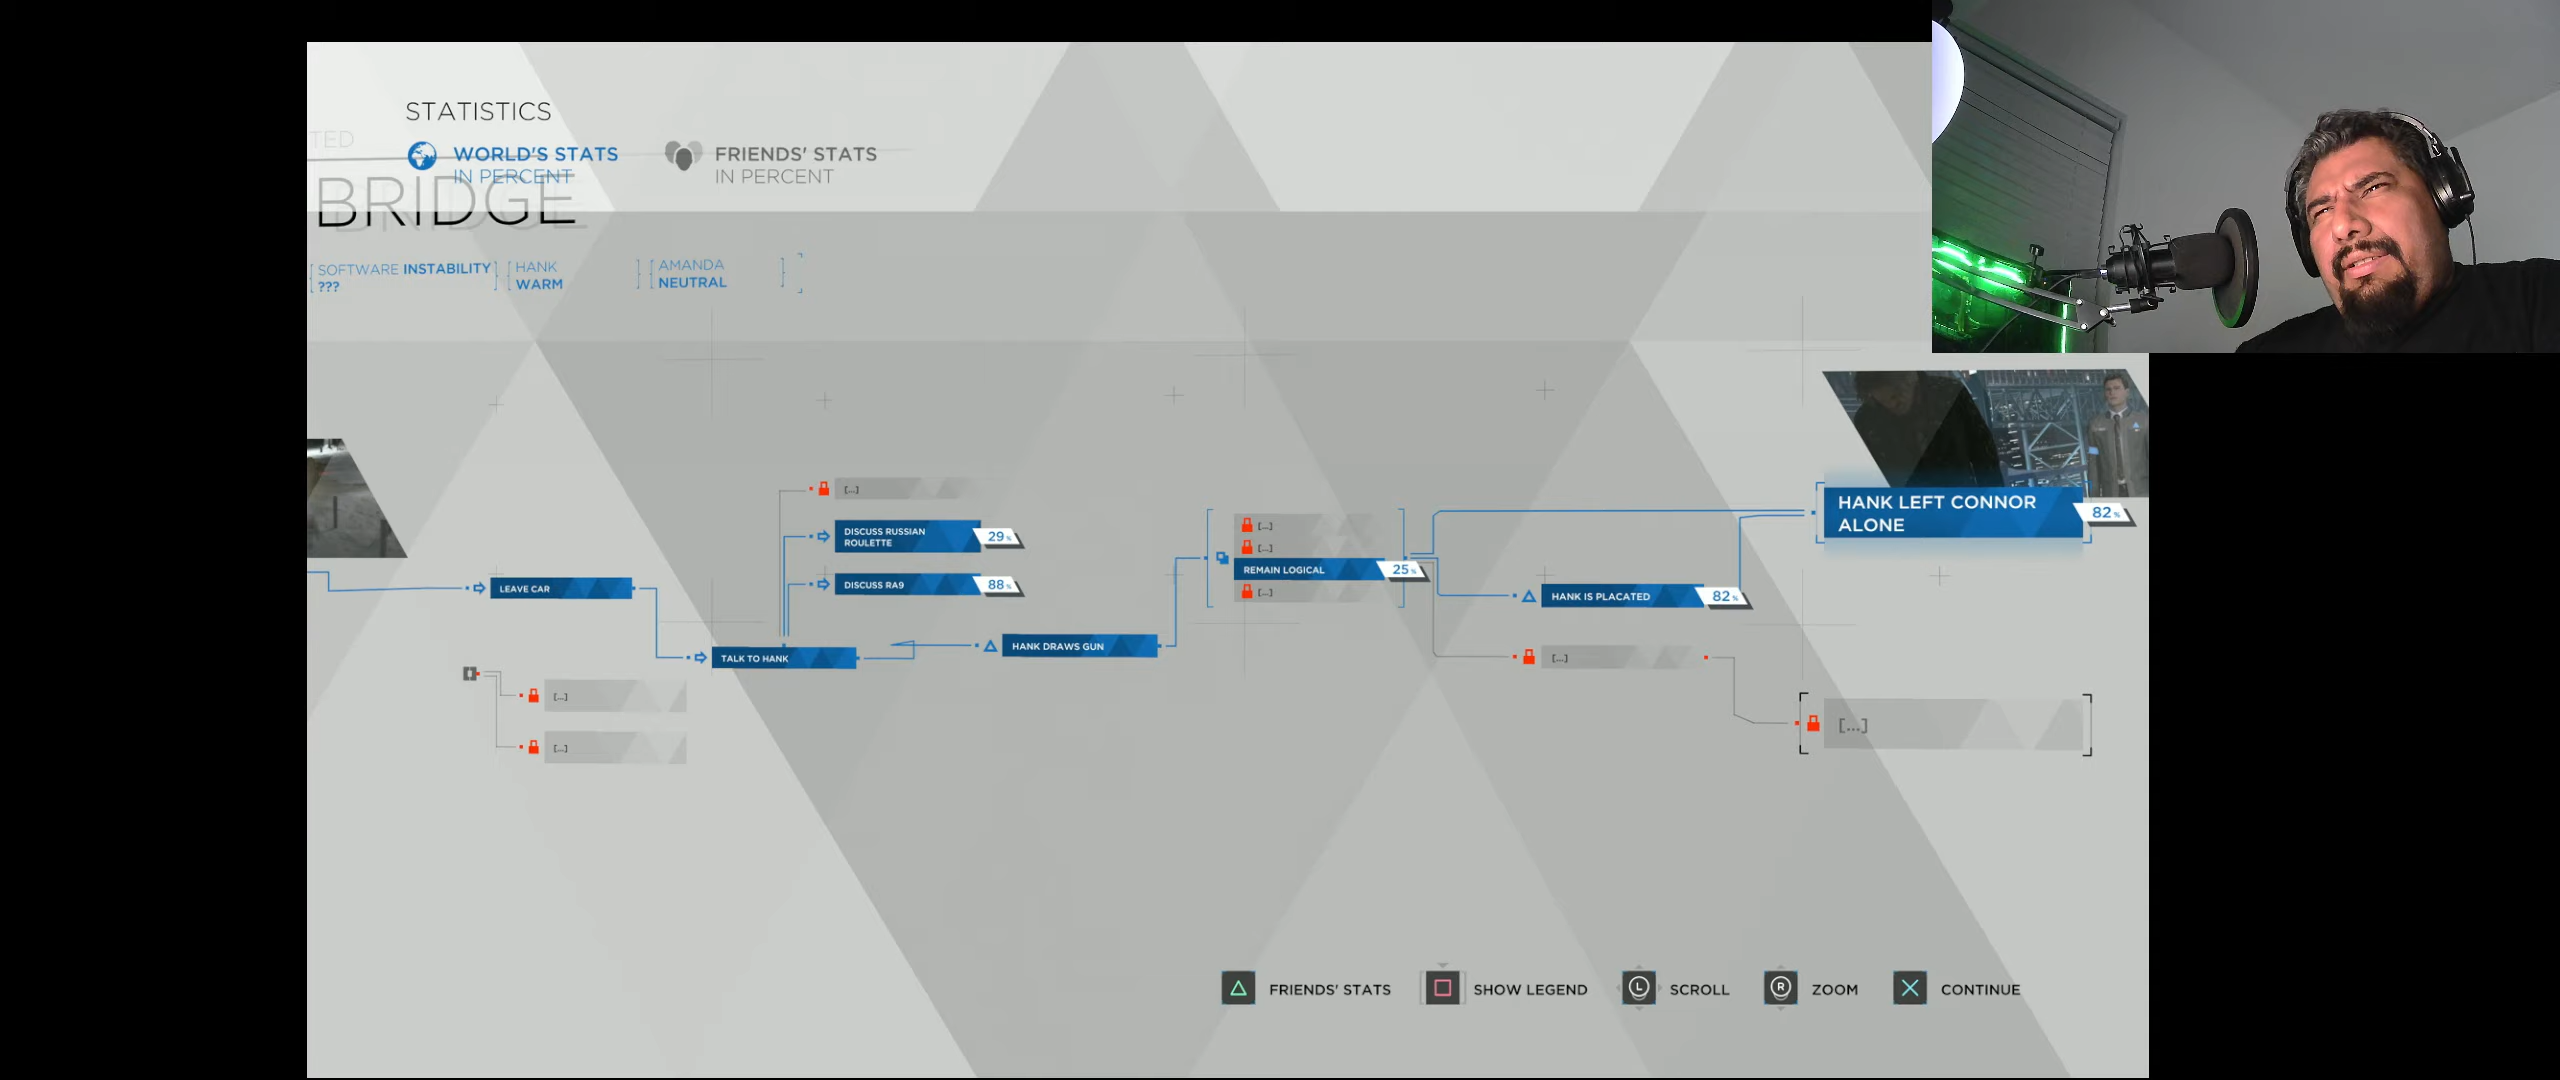 STATISTICS
TED
WORLD'S STATS
IN PERCENT
FRIENDS' STATS
IN PERCENT
BRIDGE
SOFTWARE INSTABILITY
???
HANK
WARM
AMANDA
NEUTRAL
[...]
DISCUSS RUSSIAN
ROULETTE
29%
DISCUSS RA9
88%
LEAVE CAR
TALK TO HANK
[...]
[...]
HANK DRAWS GUN
[...]
[...]
REMAIN LOGICAL
25%
[...]
HANK IS PLACATED
82%
[...]
HANK LEFT CONNOR
ALONE
82%
[...]
FRIENDS' STATS
SHOW LEGEND
L
SCROLL
R
ZOOM
CONTINUE